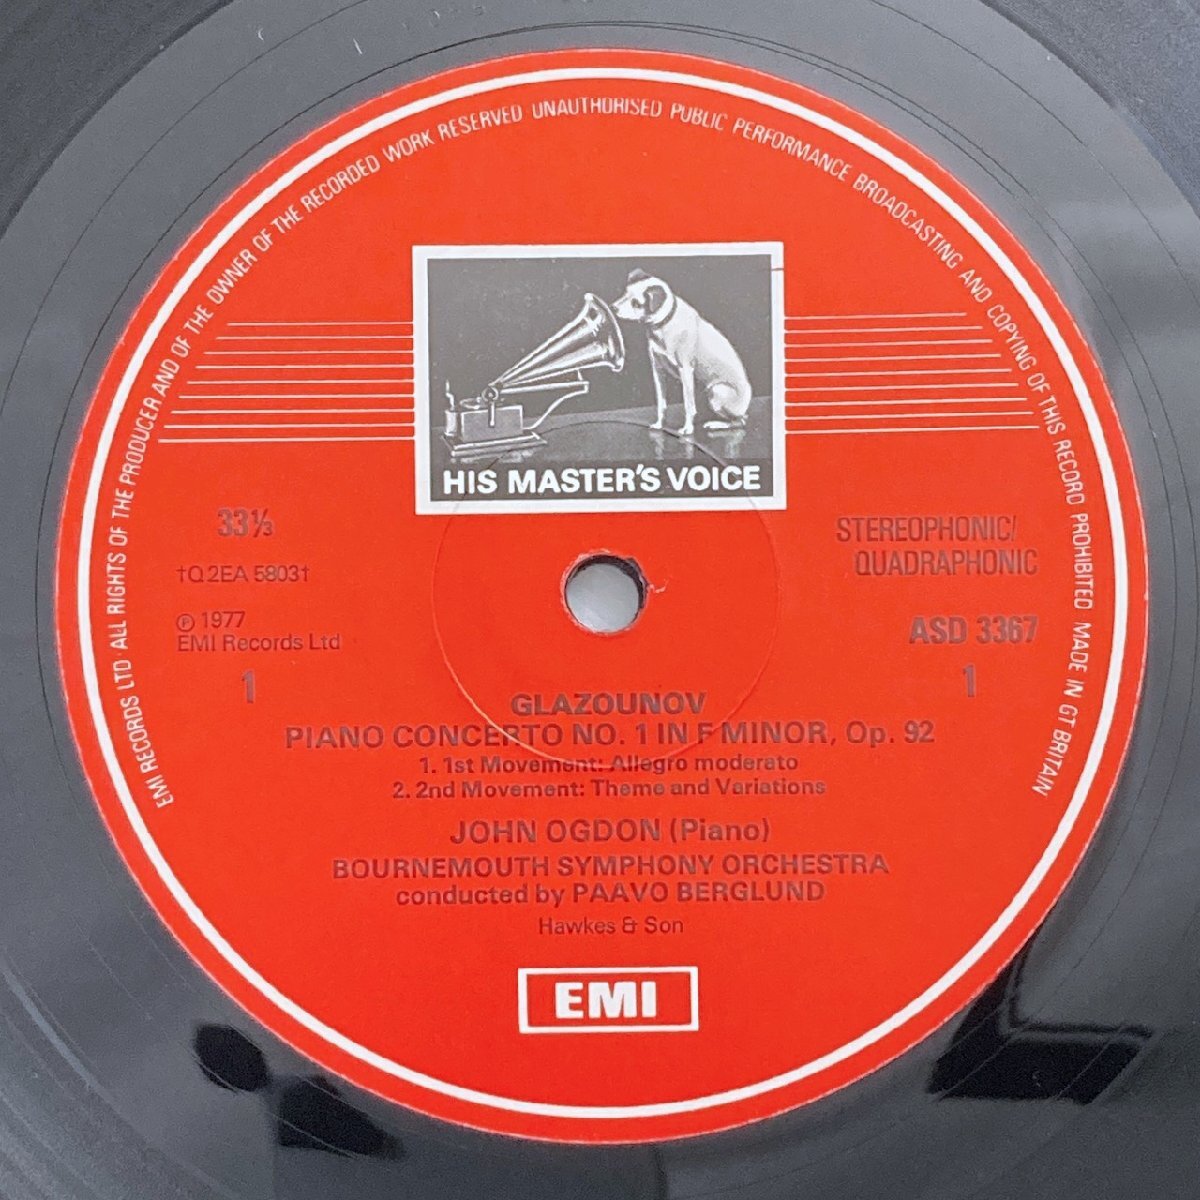 EMI RECORDS LTD · ALL RIGHTS OF THE PRODUCER AND OF THE OWNER OF THE RECORDED WORK RESERVED UNAUTHORISED PUBLIC PERFORMANCE BROADCASTING AND COPYING OF THIS RECORD PROHIBITED MADE IN GT BRITAIN
HIS MASTER'S VOICE
33⅓
STEREOPHONIC/
QUADRAPHONIC
†Q2EA 5803†
℗ 1977
EMI Records Ltd
ASD 3367
1
1
GLAZOUNOV
PIANO CONCERTO NO. 1 IN F MINOR, Op. 92
1. 1st Movement: Allegro moderato
2. 2nd Movement: Theme and Variations
JOHN OGDON (Piano)
BOURNEMOUTH SYMPHONY ORCHESTRA
conducted by PAAVO BERGLUND
Hawkes & Son
EMI